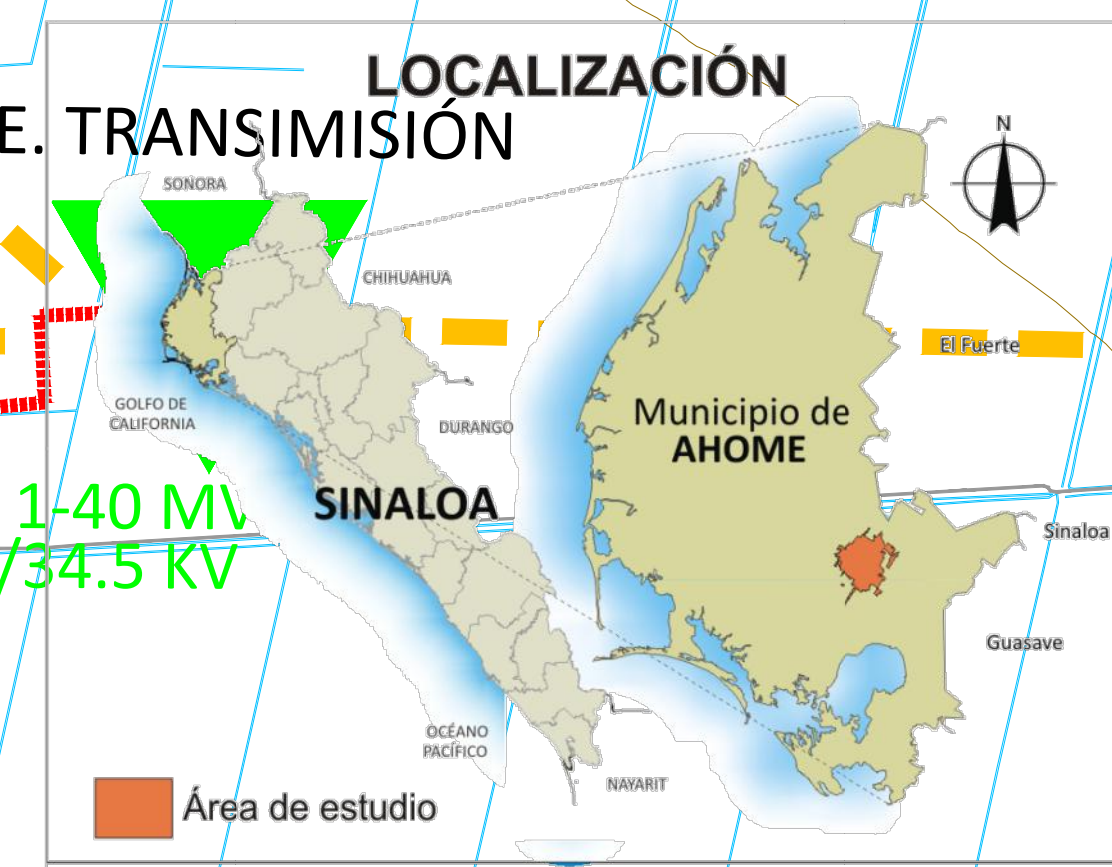 LOCALIZACIÓN
E. TRANSIMISIÓN
N
SONORA
CHIHUAHUA
El Fuerte
GOLFO DE
CALIFORNIA
DURANGO
Municipio de
AHOME
SINALOA
1-40 MV
/34.5 KV
Sinaloa
Guasave
OCÉANO
PACÍFICO
NAYARIT
Área de estudio